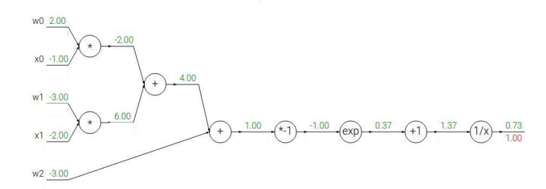 w0 2.00
* -2.00
x0 -1.00
+ 4.00
w1 -3.00
* 6.00
x1 -2.00
+ 1.00 *-1 -1.00 exp 0.37 +1 1.37 1/x 0.73
1.00
w2 -3.00